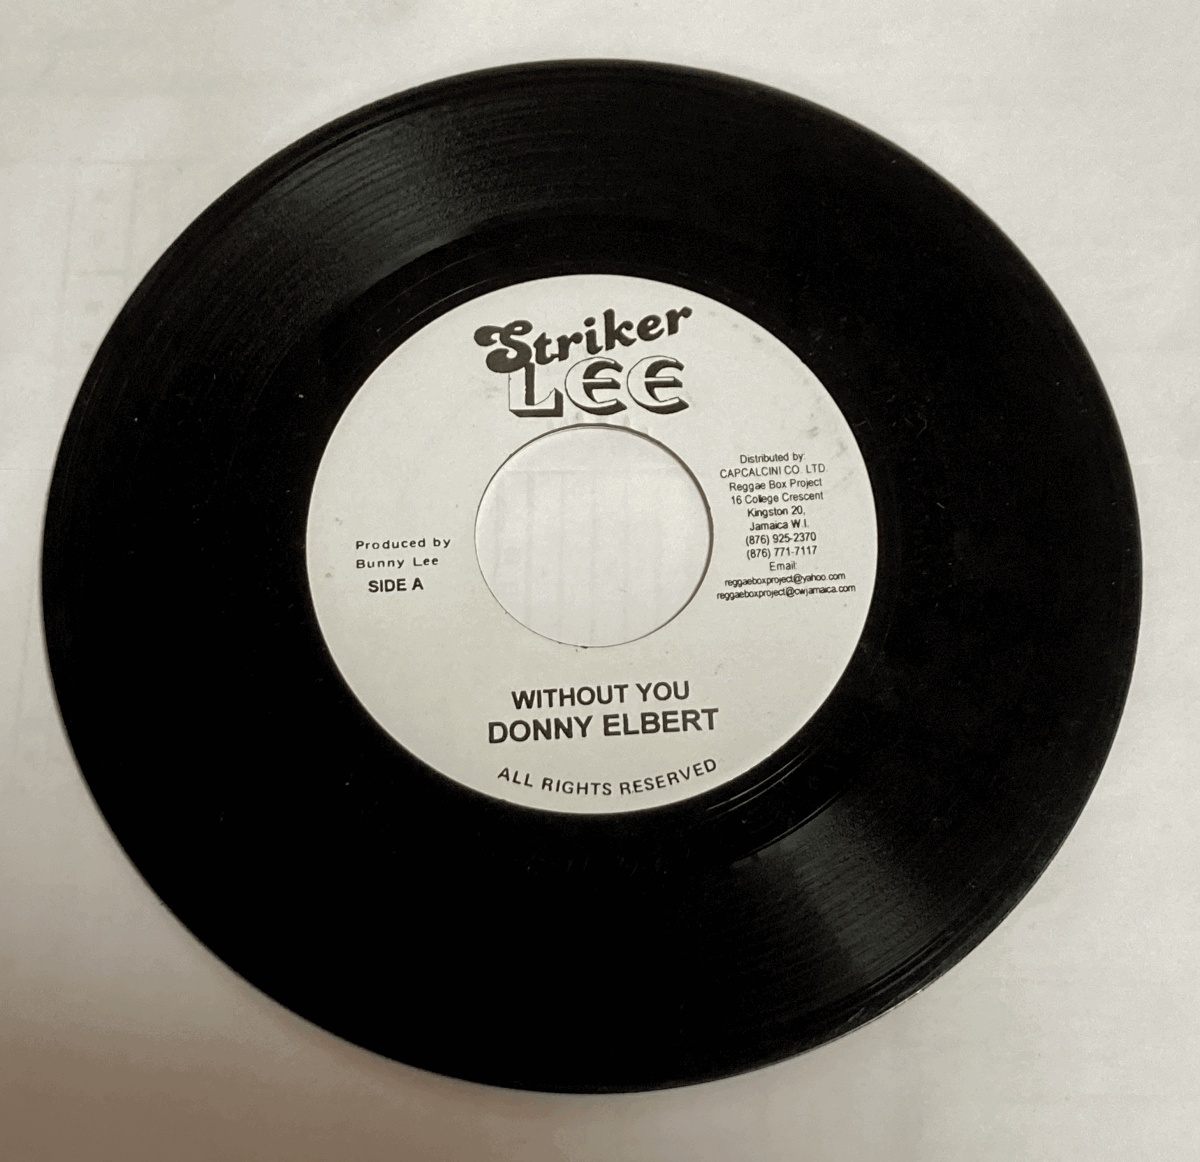 Striker
LEE
Distributed by:
CAPCALCINI CO. LTD.
Reggae Box Project
16 College Crescent
Kingston 20,
Jamaica W.I.
(876) 925-2370
(876) 771-7117
Email:
reggaeboxproject@yahoo.com
reggaeboxproject@cwjamaica.com
Produced by
Bunny Lee
SIDE A
WITHOUT YOU
DONNY ELBERT
ALL RIGHTS RESERVED